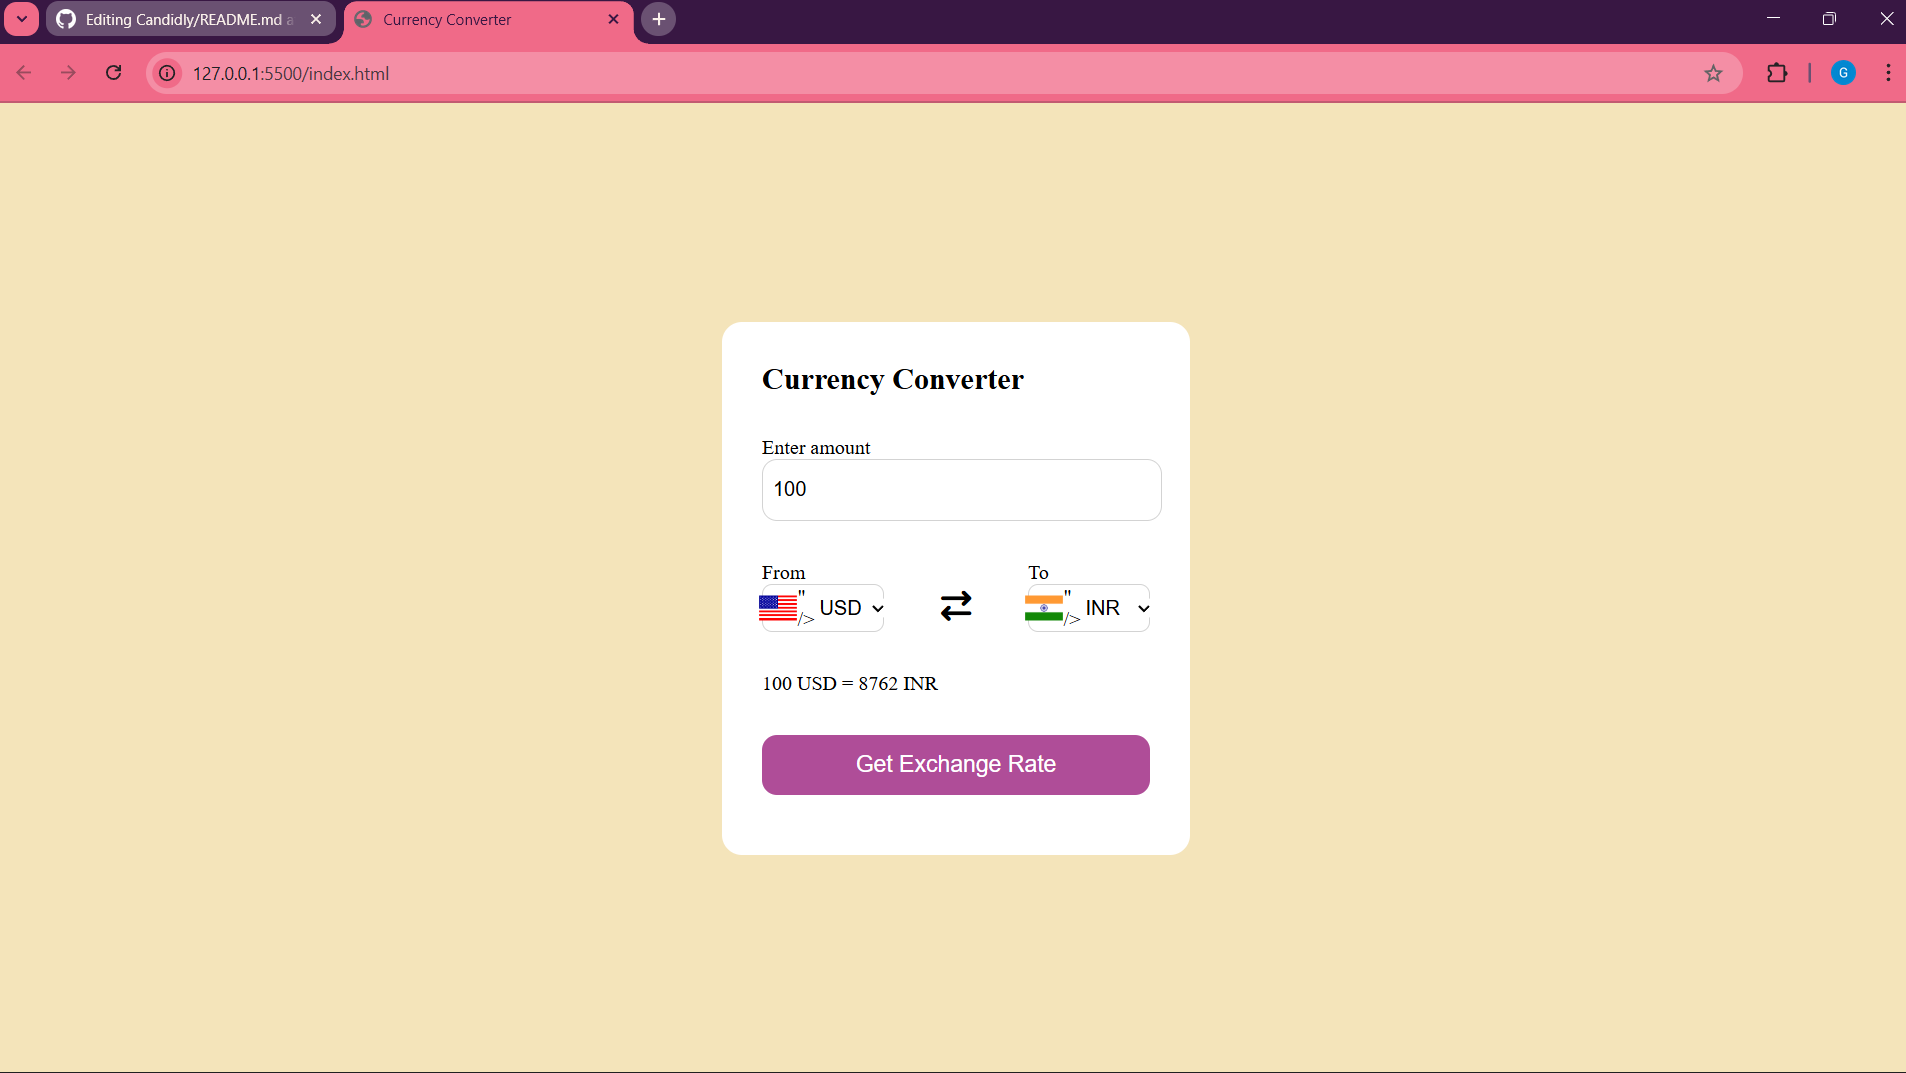 Editing Candidly/README.md a
Currency Converter
127.0.0.1:5500/index.html
G
Currency Converter
Enter amount
100
From
To
" /> USD
" /> INR
100 USD = 8762 INR
Get Exchange Rate